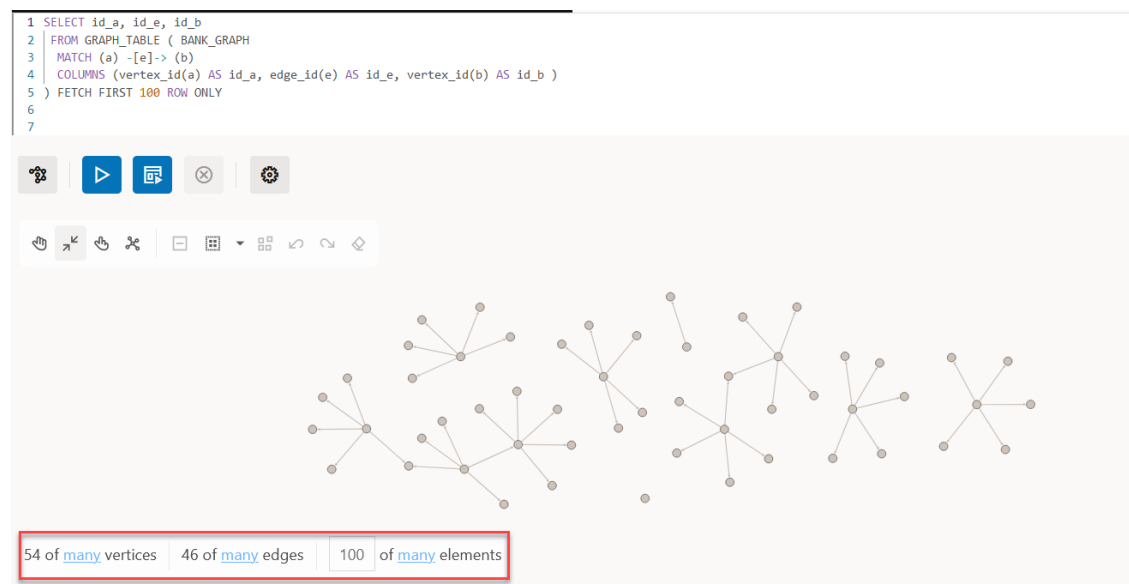 1 SELECT id_a, id_e, id_b
2 FROM GRAPH_TABLE ( BANK_GRAPH
3 MATCH (a) -[e]-> (b)
4 COLUMNS (vertex_id(a) AS id_a, edge_id(e) AS id_e, vertex_id(b) AS id_b )
5 ) FETCH FIRST 100 ROW ONLY
6
7
54 of many vertices 46 of many edges 100 of many elements